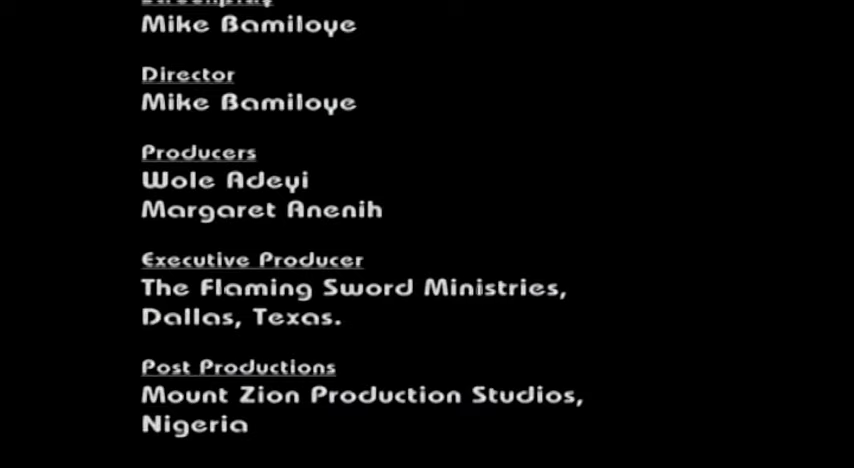 Screenplay
Mike Bamiloye
Director
Mike Bamiloye
Producers
Wole Adeyi
Margaret Anenih
Executive Producer
The Flaming Sword Ministries,
Dallas, Texas.
Post Productions
Mount Zion Production Studios,
Nigeria